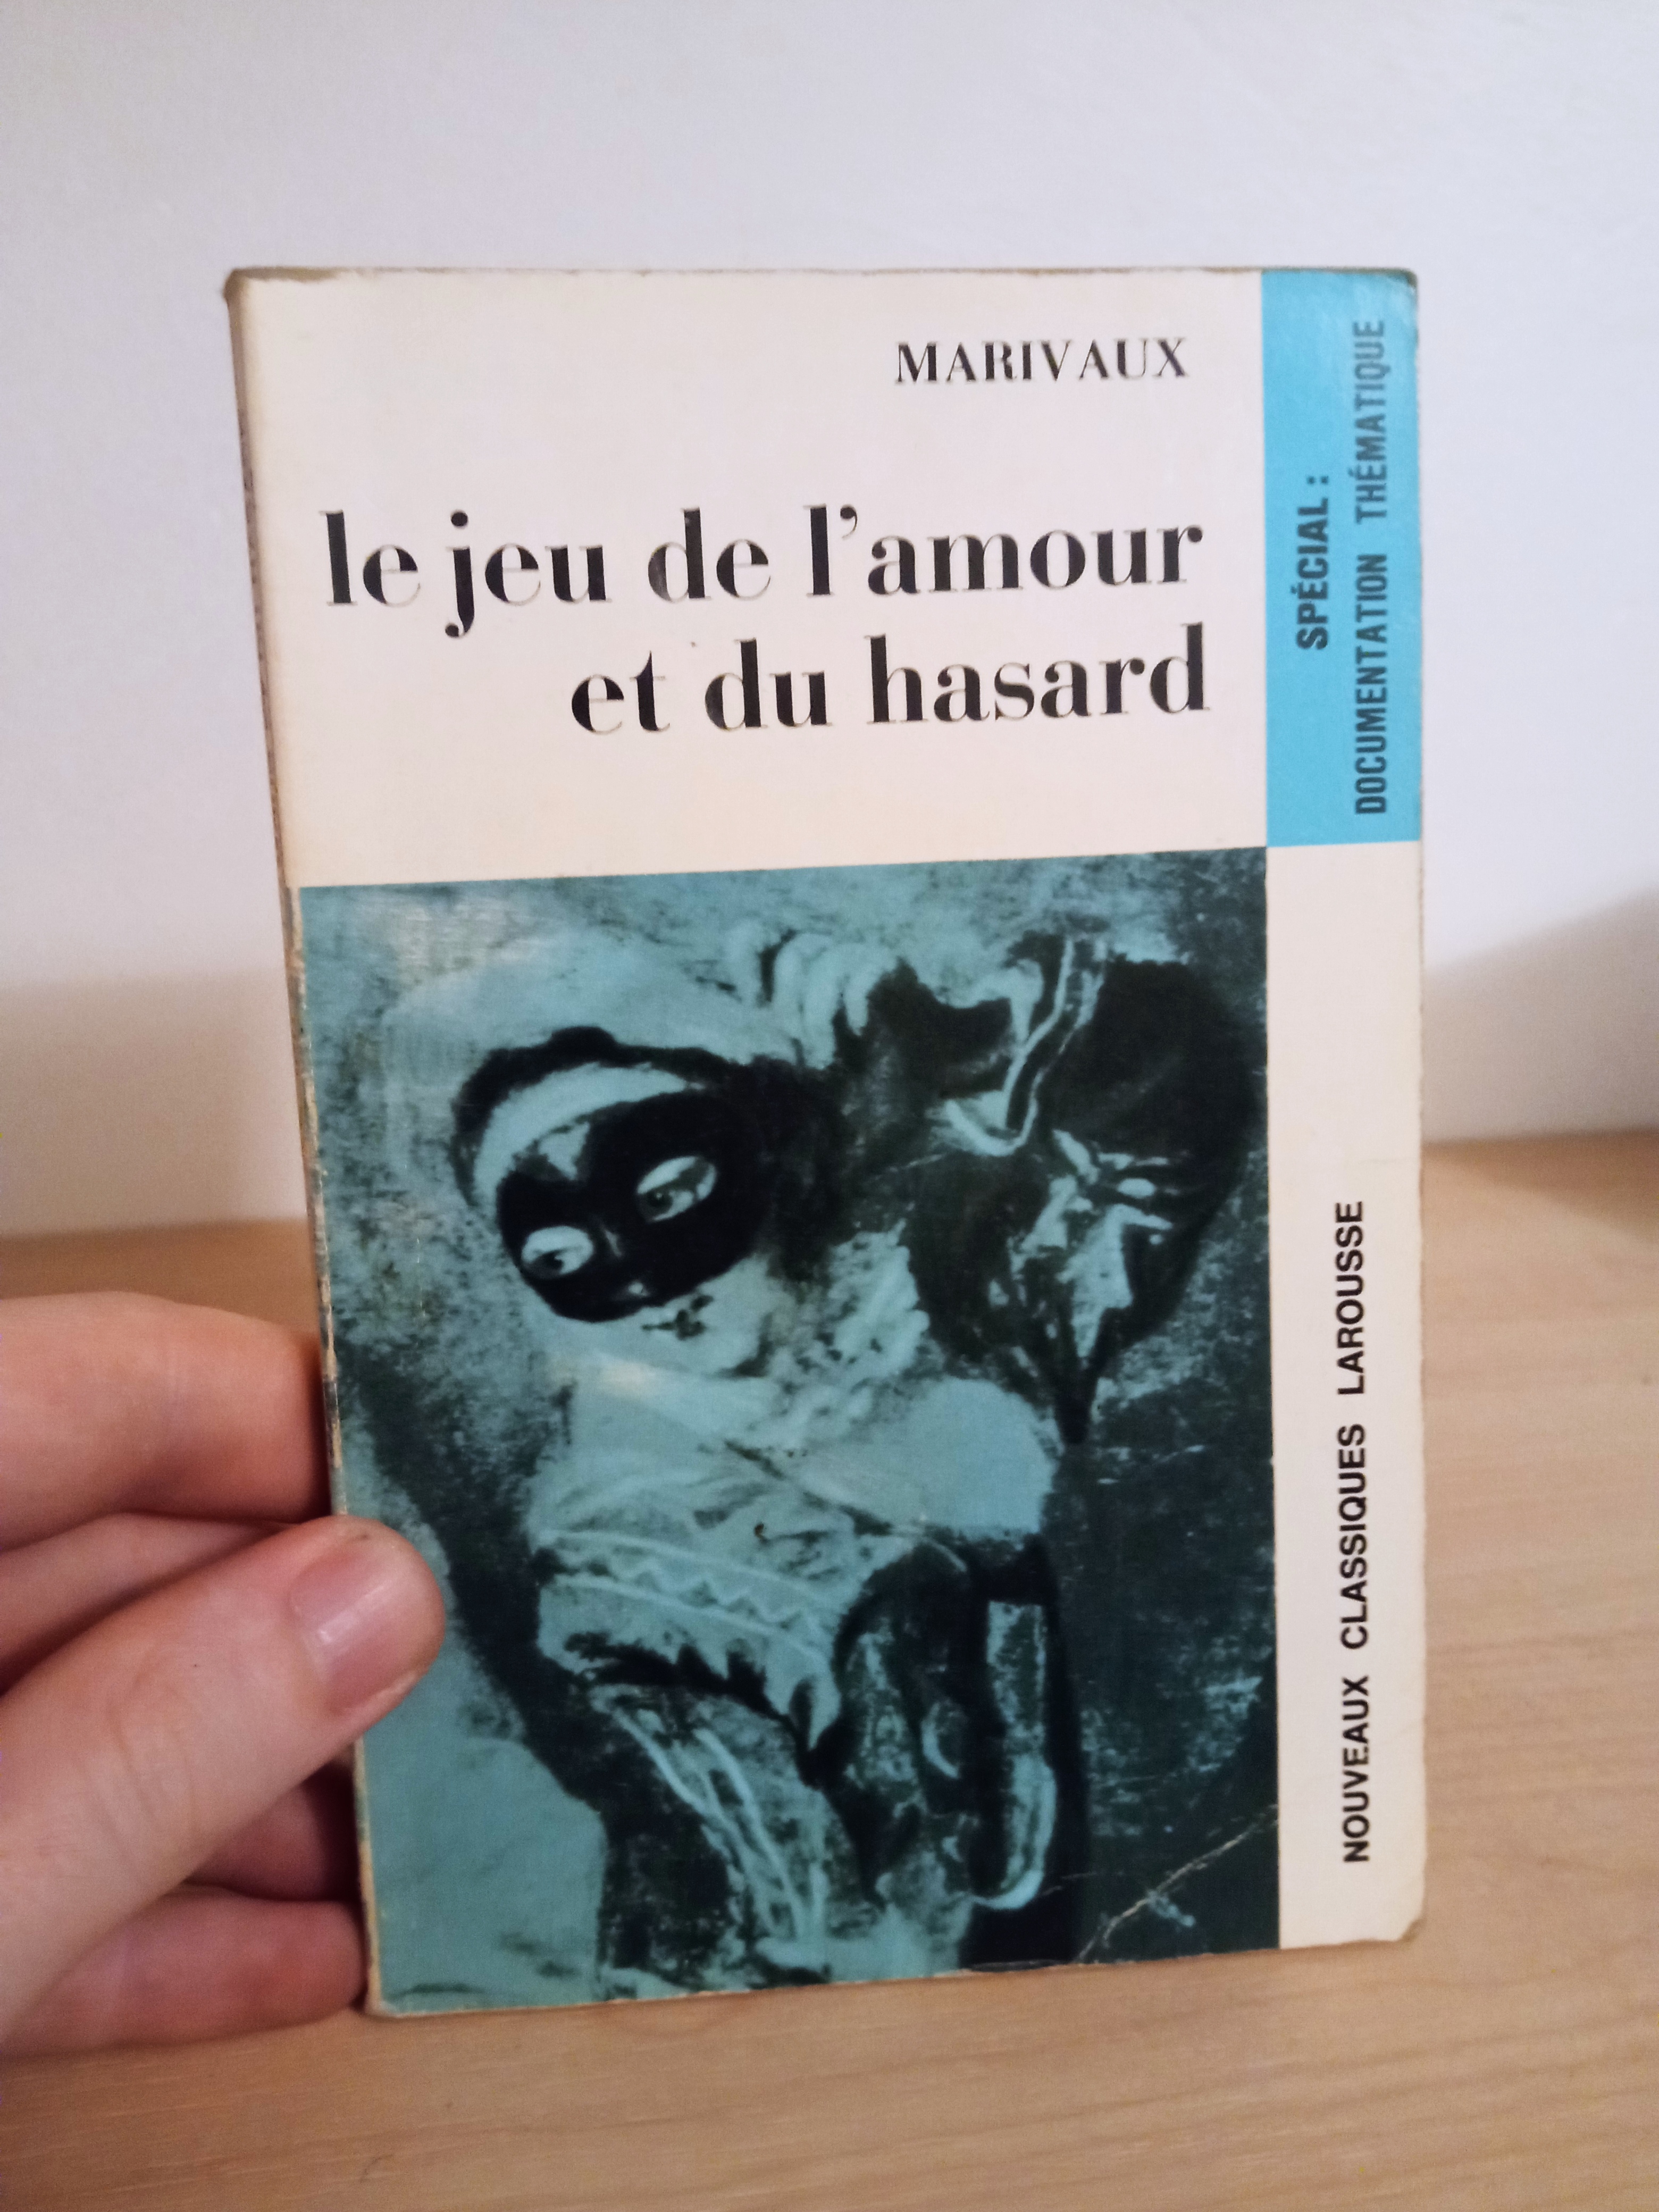 MARIVAUX
le jeu de l'amour
et du hasard
SPÉCIAL :
DOCUMENTATION THÉMATIQUE
NOUVEAUX CLASSIQUES LAROUSSE